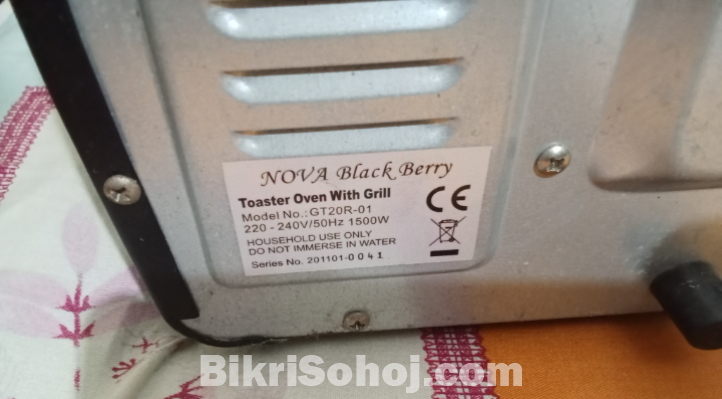 NOVA Black Berry
Toaster Oven With Grill
Model No.:GT20R-01
220 - 240V/50Hz 1500W
HOUSEHOLD USE ONLY
DO NOT IMMERSE IN WATER
Series No. 201101-0041
CE
BikriSohoj.com